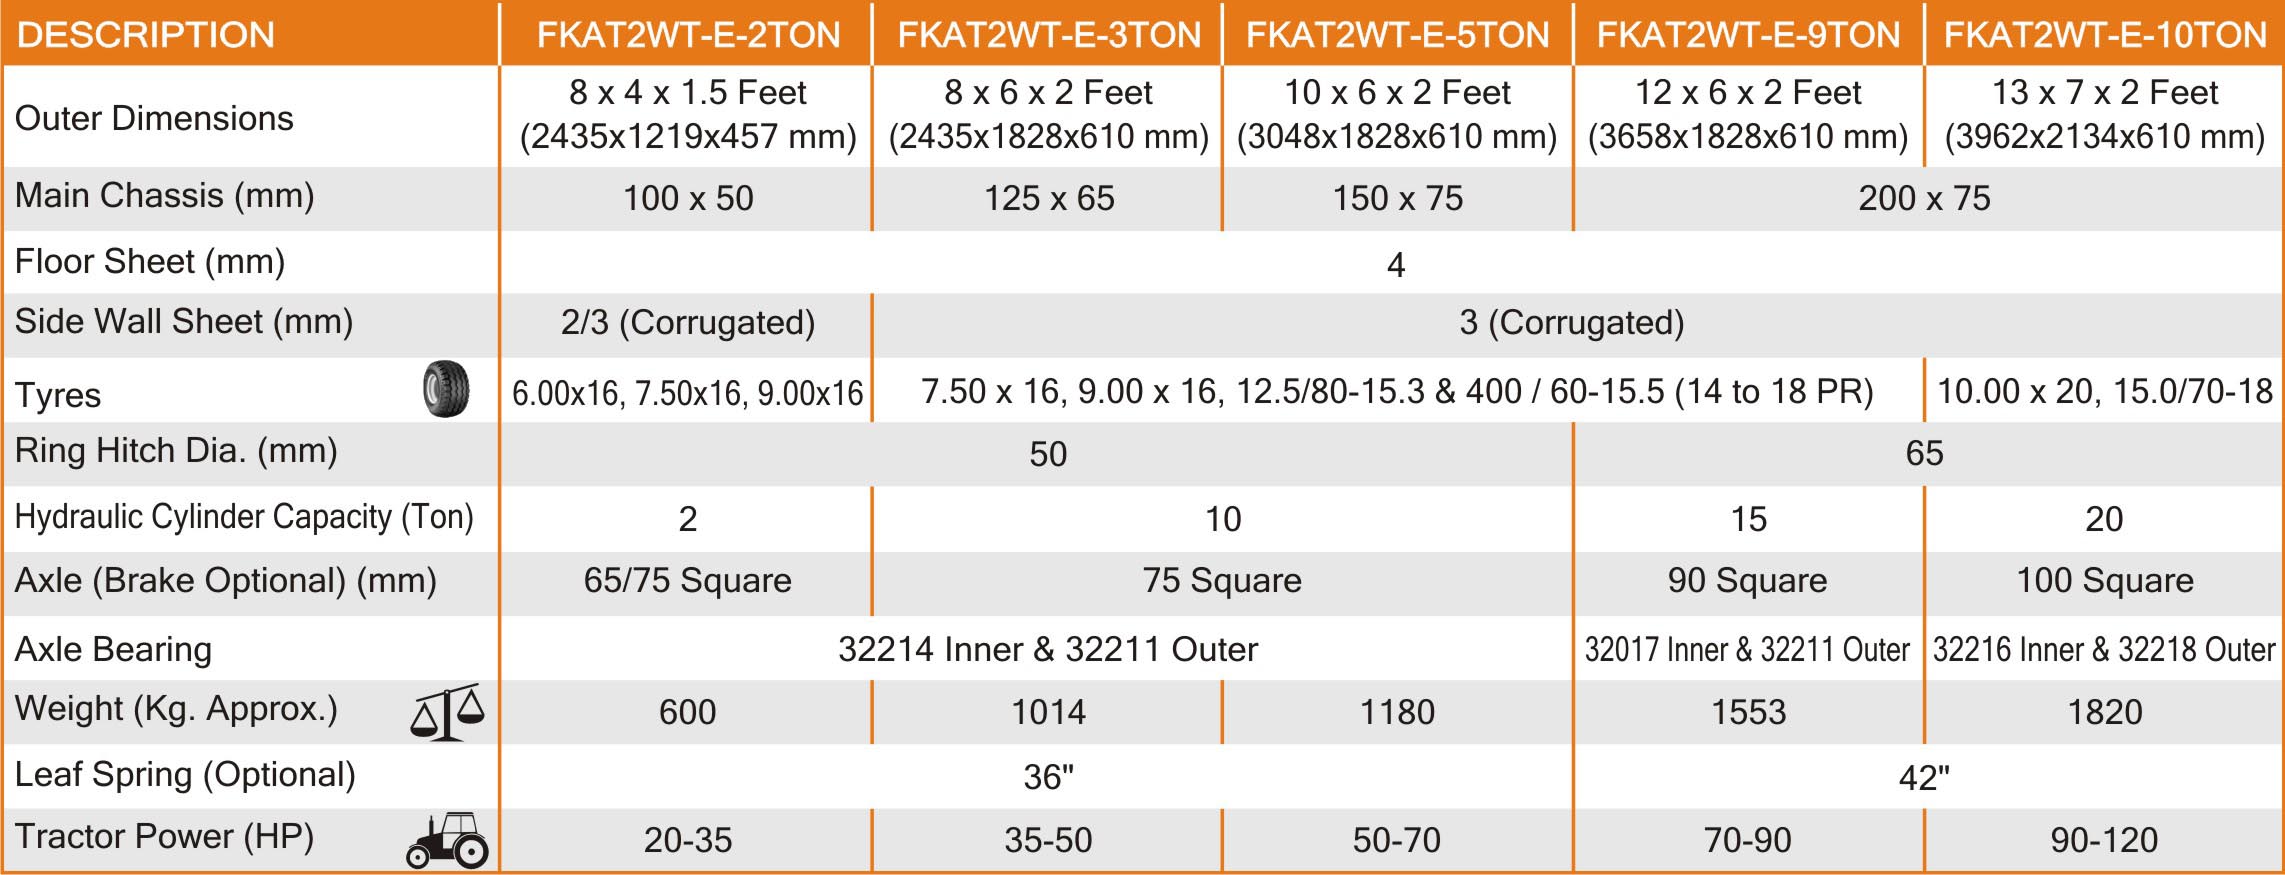 DESCRIPTION FKAT2WT-E-2TON FKAT2WT-E-3TON FKAT2WT-E-5TON FKAT2WT-E-9TON FKAT2WT-E-10TON
Outer Dimensions 8 x 4 x 1.5 Feet 8 x 6 x 2 Feet 10 x 6 x 2 Feet 12 x 6 x 2 Feet 13 x 7 x 2 Feet
(2435x1219x457 mm) (2435x1828x610 mm) (3048x1828x610 mm) (3658x1828x610 mm) (3962x2134x610 mm)
Main Chassis (mm) 100 x 50 125 x 65 150 x 75 200 x 75
Floor Sheet (mm) 4
Side Wall Sheet (mm) 2/3 (Corrugated) 3 (Corrugated)
Tyres 6.00x16, 7.50x16, 9.00x16 7.50 x 16, 9.00 x 16, 12.5/80-15.3 & 400 / 60-15.5 (14 to 18 PR) 10.00 x 20, 15.0/70-18
Ring Hitch Dia. (mm) 50 65
Hydraulic Cylinder Capacity (Ton) 2 10 15 20
Axle (Brake Optional) (mm) 65/75 Square 75 Square 90 Square 100 Square
Axle Bearing 32214 Inner & 32211 Outer 32017 Inner & 32211 Outer 32216 Inner & 32218 Outer
Weight (Kg. Approx.) 600 1014 1180 1553 1820
Leaf Spring (Optional) 36" 42"
Tractor Power (HP) 20-35 35-50 50-70 70-90 90-120